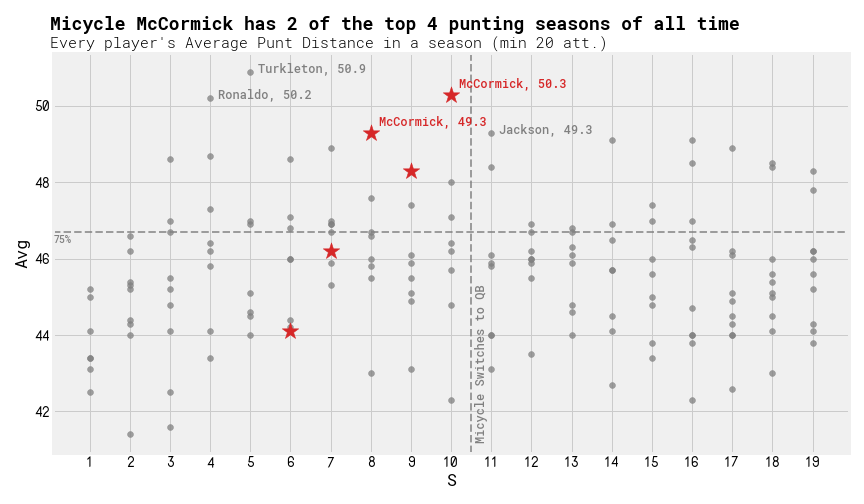 Micycle McCormick has 2 of the top 4 punting seasons of all time
Every player's Average Punt Distance in a season (min 20 att.)
Turkleton, 50.9
Ronaldo, 50.2
McCormick, 50.3
McCormick, 49.3
Jackson, 49.3
50
48
46
44
42
75%
Avg
Micycle Switches to QB
1 2 3 4 5 6 7 8 9 10 11 12 13 14 15 16 17 18 19
S